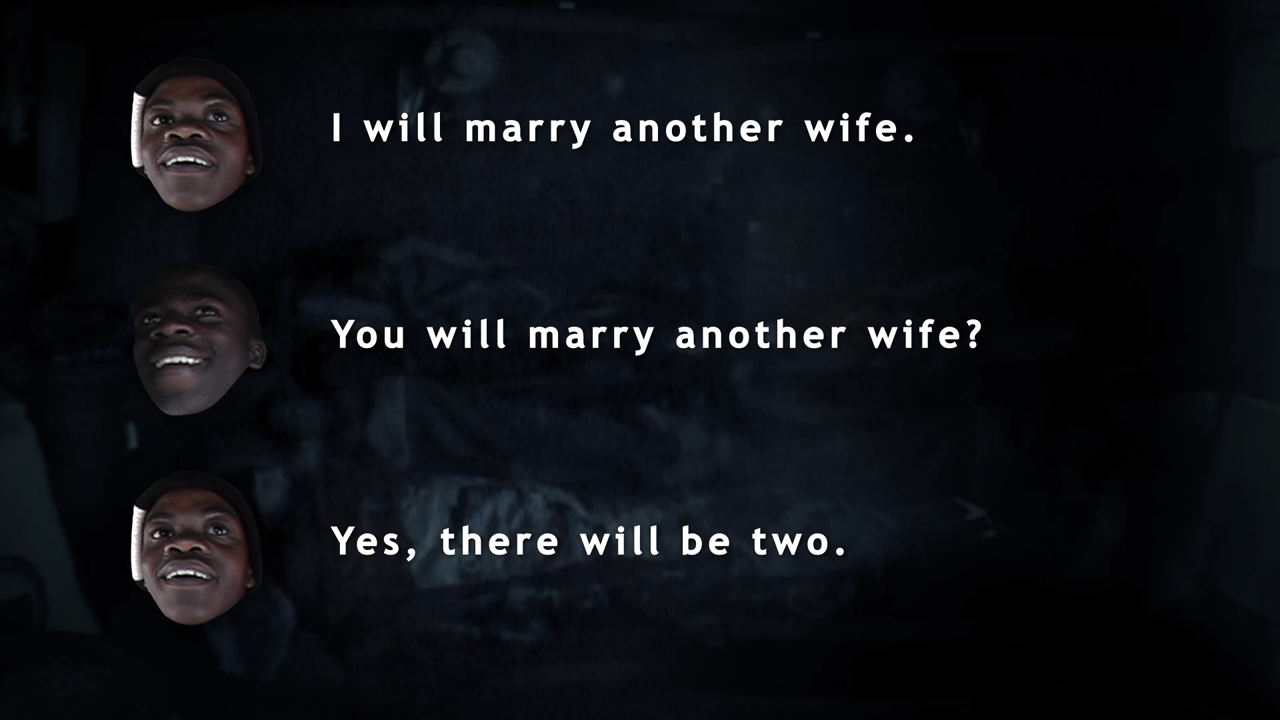 I will marry another wife.
You will marry another wife?
Yes, there will be two.